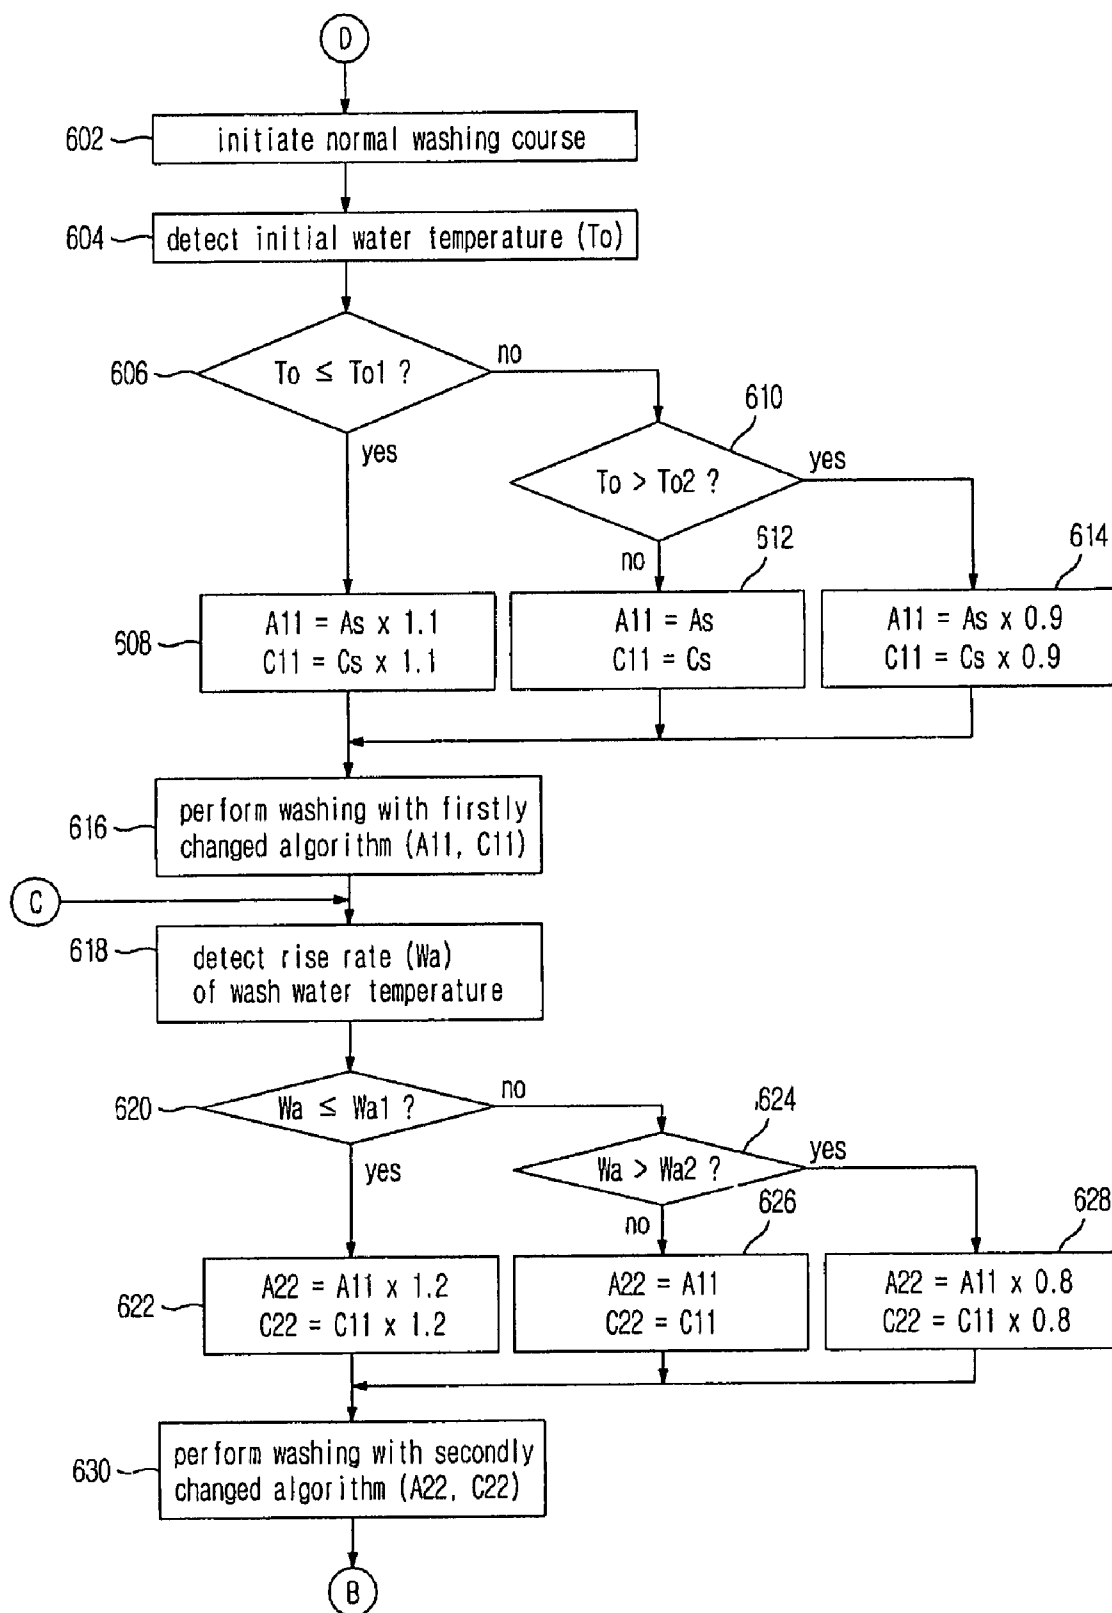 D
602
initiate normal washing course
604
detect initial water temperature (To)
606
To ≤ To1 ?
no
yes
610
To > To2 ?
yes
no
608
A11 = As x 1.1
C11 = Cs x 1.1
612
A11 = As
C11 = Cs
614
A11 = As x 0.9
C11 = Cs x 0.9
616
perform washing with firstly
changed algorithm (A11, C11)
C
618
detect rise rate (Wa)
of wash water temperature
620
Wa ≤ Wa1 ?
no
yes
624
Wa > Wa2 ?
yes
no
622
A22 = A11 x 1.2
C22 = C11 x 1.2
626
A22 = A11
C22 = C11
628
A22 = A11 x 0.8
C22 = C11 x 0.8
630
perform washing with secondly
changed algorithm (A22, C22)
B